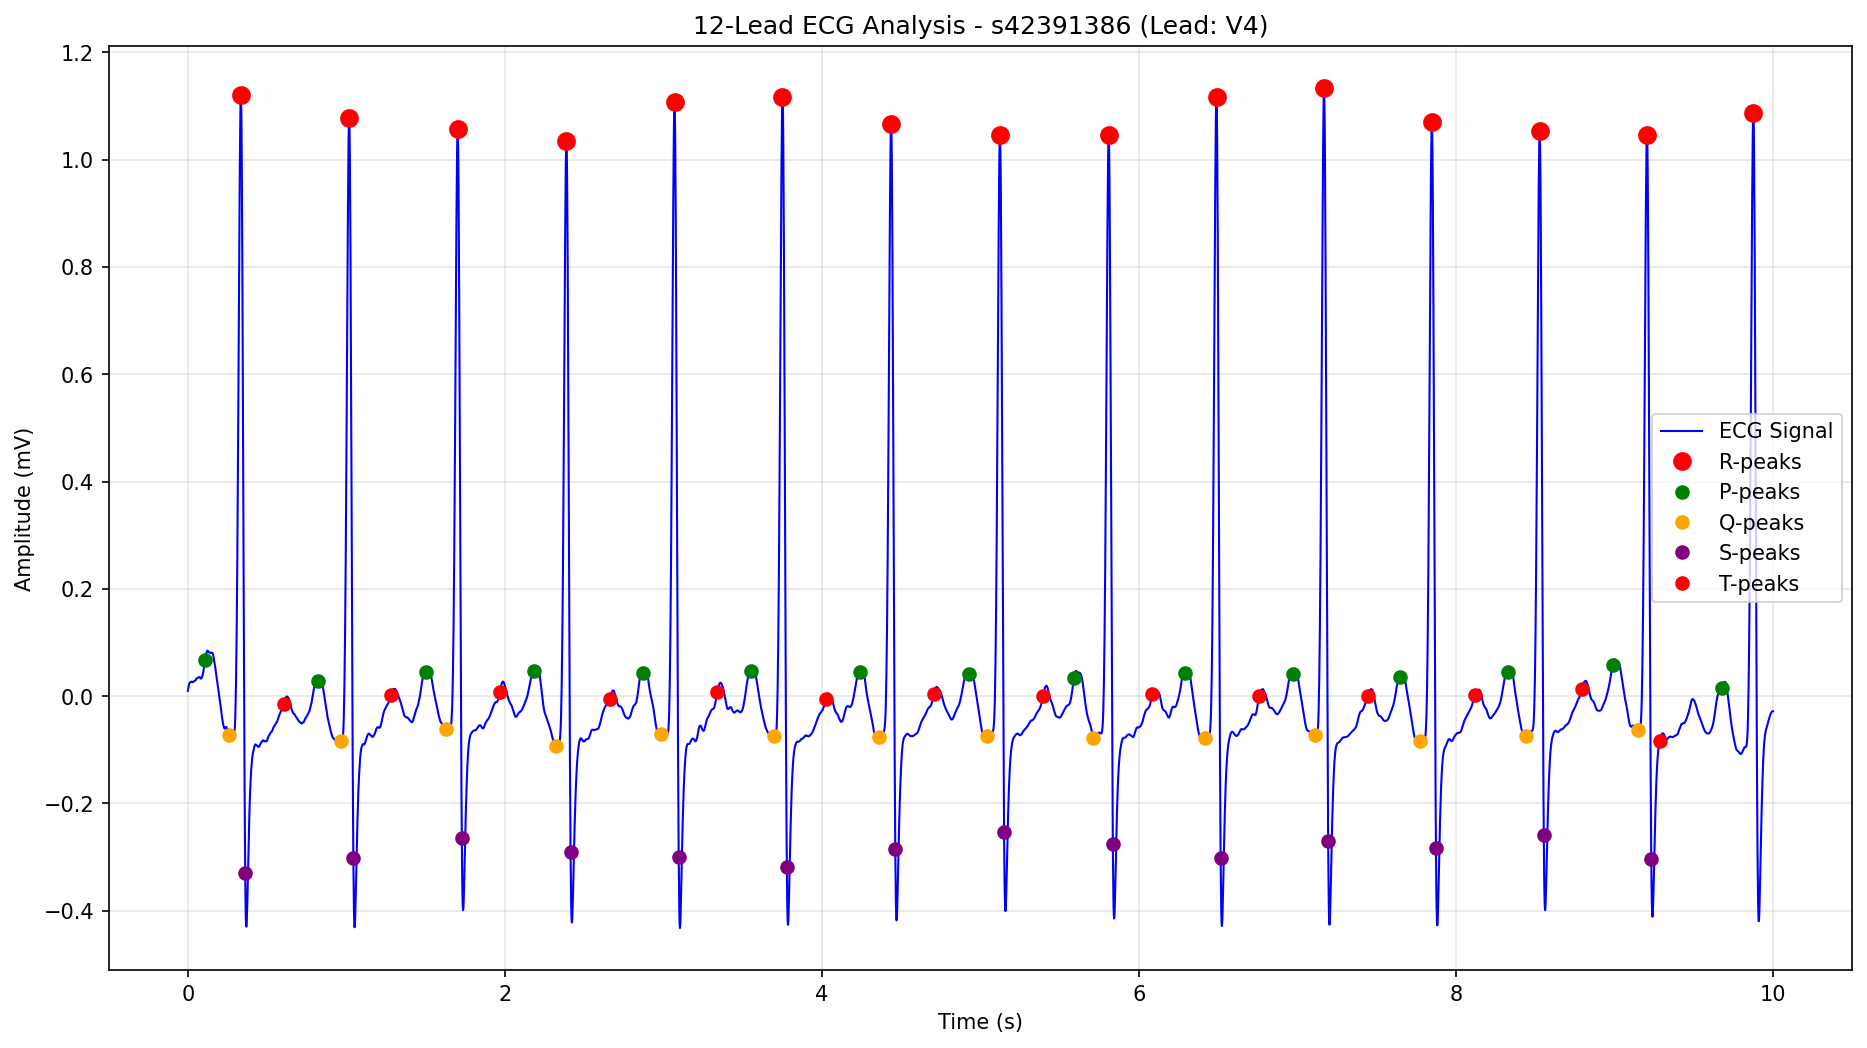 12-Lead ECG Analysis - s42391386 (Lead: V4)
Amplitude (mV)
1.2
1.0
0.8
0.6
0.4
0.2
0.0
−0.2
−0.4
ECG Signal
R-peaks
P-peaks
Q-peaks
S-peaks
T-peaks
0 2 4 6 8 10
Time (s)